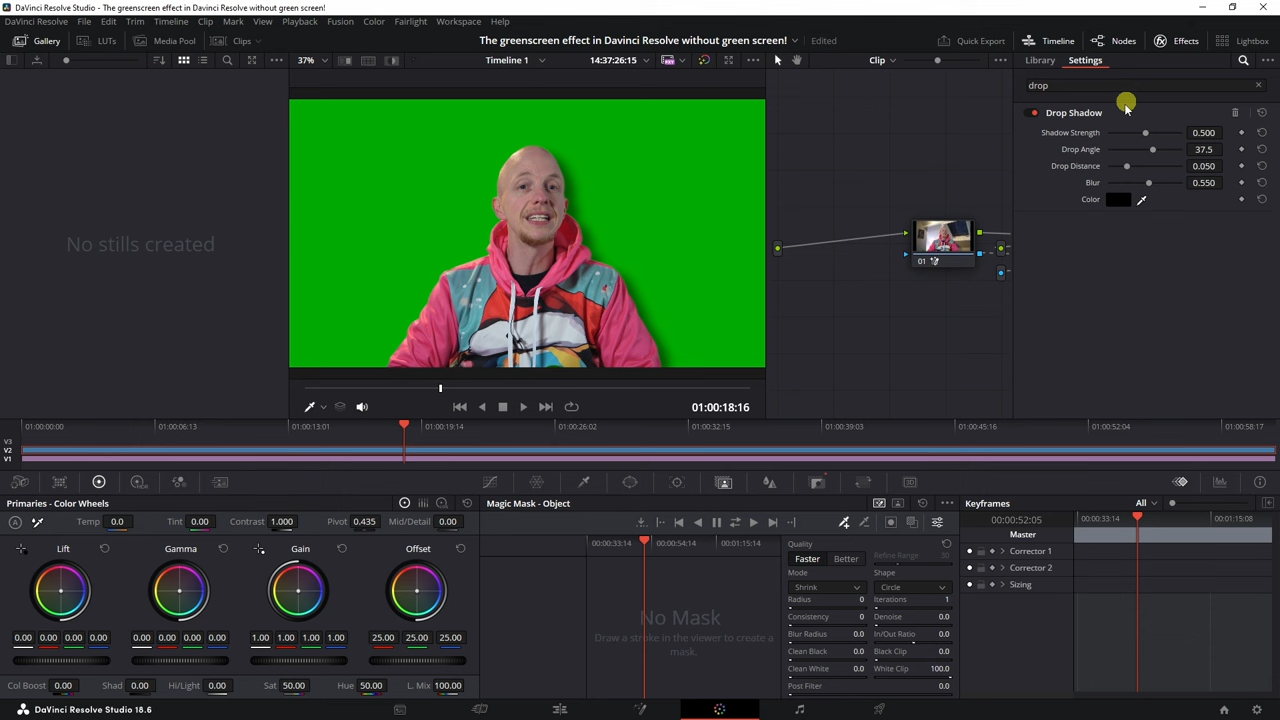 DaVinci Resolve Studio - The greenscreen effect in Davinci Resolve without green screen!
DaVinci Resolve File Edit Trim Timeline Clip Mark View Playback Fusion Color Fairlight Workspace Help
Gallery LUTs Media Pool Clips The greenscreen effect in Davinci Resolve without green screen! Edited Quick Export Timeline Nodes Effects Lightbox
37% Timeline 1 14:37:26:15 Clip Library Settings
drop
Drop Shadow
Shadow Strength 0.500
Drop Angle 37.5
Drop Distance 0.050
Blur 0.550
Color
No stills created
01
01:00:18:16
01:00:00:00 01:00:06:13 01:00:13:01 01:00:19:14 01:00:26:02 01:00:32:15 01:00:39:03 01:00:45:16 01:00:52:04 01:00:58:17
V3
V2
V1
Primaries - Color Wheels Magic Mask - Object Keyframes All
Temp 0.0 Tint 0.00 Contrast 1.000 Pivot 0.435 Mid/Detail 0.00
00:00:52:05 00:00:33:14 00:01:15:08
Master
Corrector 1
Corrector 2
Sizing
Lift Gamma Gain Offset
0.00 0.00 0.00 0.00 0.00 0.00 0.00 0.00 1.00 1.00 1.00 1.00 25.00 25.00 25.00
Col Boost 0.00 Shad 0.00 Hi/Light 0.00 Sat 50.00 Hue 50.00 L. Mix 100.00
00:00:33:14 00:00:54:14 00:01:15:14
No Mask
Draw a stroke in the viewer to create a
mask.
Quality
Faster Better Refine Range 30
Mode Shape
Shrink Circle
Radius 0 Iterations 1
Consistency 0 Denoise 0.0
Blur Radius 0.0 In/Out Ratio 0.0
Clean Black 0.0 Black Clip 0.0
Clean White 0.0 White Clip 100.0
Post Filter 0.0
DaVinci Resolve Studio 18.6